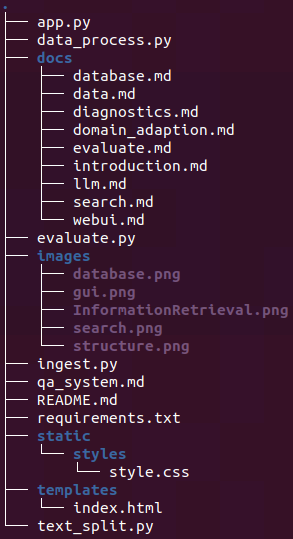 .
├── app.py
├── data_process.py
├── docs
│   ├── database.md
│   ├── data.md
│   ├── diagnostics.md
│   ├── domain_adaption.md
│   ├── evaluate.md
│   ├── introduction.md
│   ├── llm.md
│   ├── search.md
│   └── webui.md
├── evaluate.py
├── images
│   ├── database.png
│   ├── gui.png
│   ├── InformationRetrieval.png
│   ├── search.png
│   └── structure.png
├── ingest.py
├── qa_system.md
├── README.md
├── requirements.txt
├── static
│   └── styles
│       └── style.css
├── templates
│   └── index.html
└── text_split.py